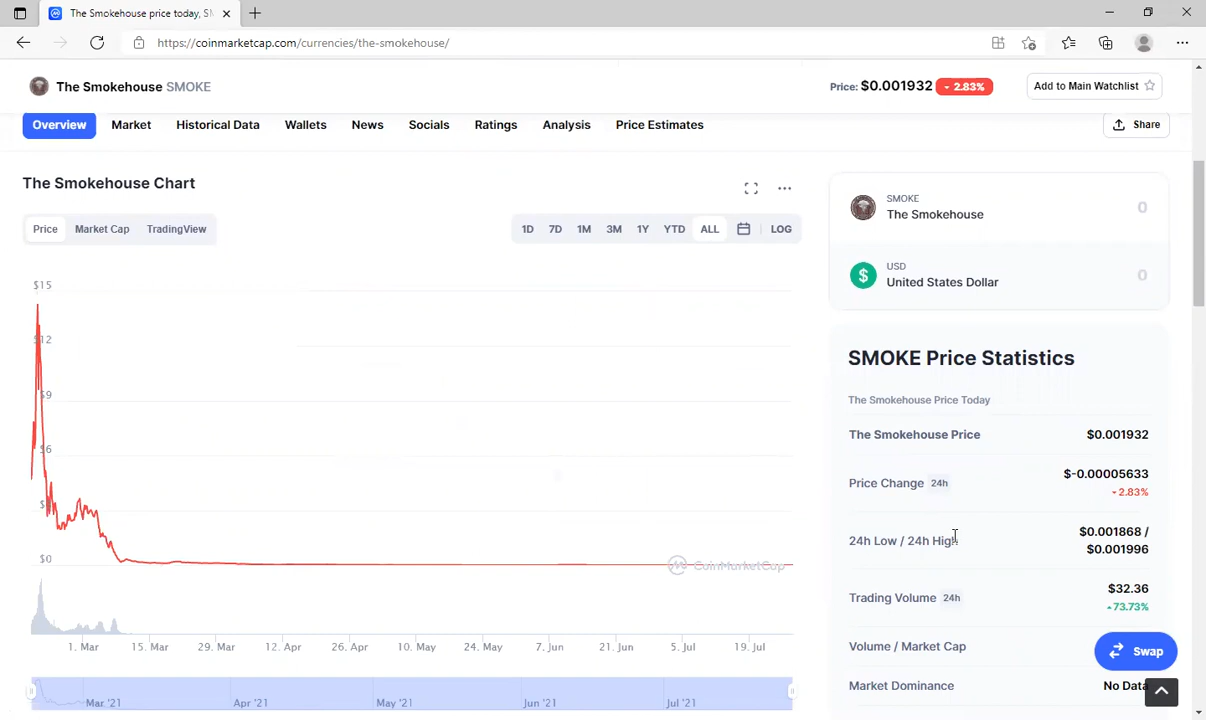 The Smokehouse price today, SM
https://coinmarketcap.com/currencies/the-smokehouse/
The Smokehouse SMOKE
Price: $0.001932 2.83%
Add to Main Watchlist
Overview Market Historical Data Wallets News Socials Ratings Analysis Price Estimates
Share
The Smokehouse Chart
Price Market Cap TradingView
1D 7D 1M 3M 1Y YTD ALL LOG
$15
$12
$9
$6
$0
CoinMarketCap
1. Mar 15. Mar 29. Mar 12. Apr 26. Apr 10. May 24. May 7. Jun 21. Jun 5. Jul 19. Jul
Mar '21 Apr '21 May '21 Jun '21 Jul '21
SMOKE
The Smokehouse
0
USD
United States Dollar
0
SMOKE Price Statistics
The Smokehouse Price Today
The Smokehouse Price $0.001932
Price Change 24h $-0.00005633
2.83%
24h Low / 24h High $0.001868 /
$0.001996
Trading Volume 24h $32.36
73.73%
Volume / Market Cap
Swap
Market Dominance No Data